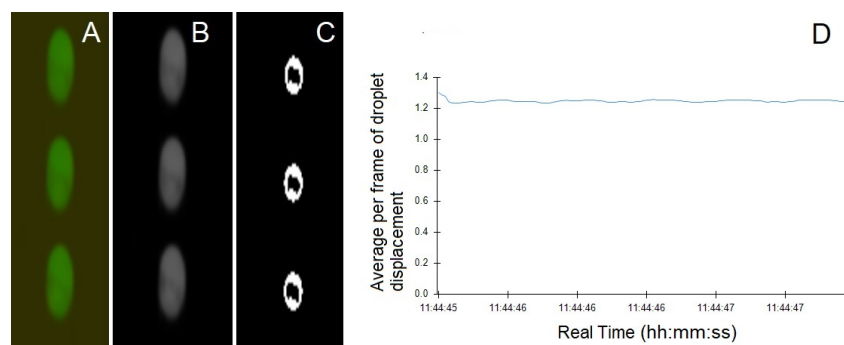 A
B
C
D
Average per frame of droplet
displacement
1.4
1.2
1.0
0.8
0.6
0.4
0.2
0.0
11:44:45
11:44:46
11:44:46
11:44:46
11:44:47
11:44:47
Real Time (hh:mm:ss)